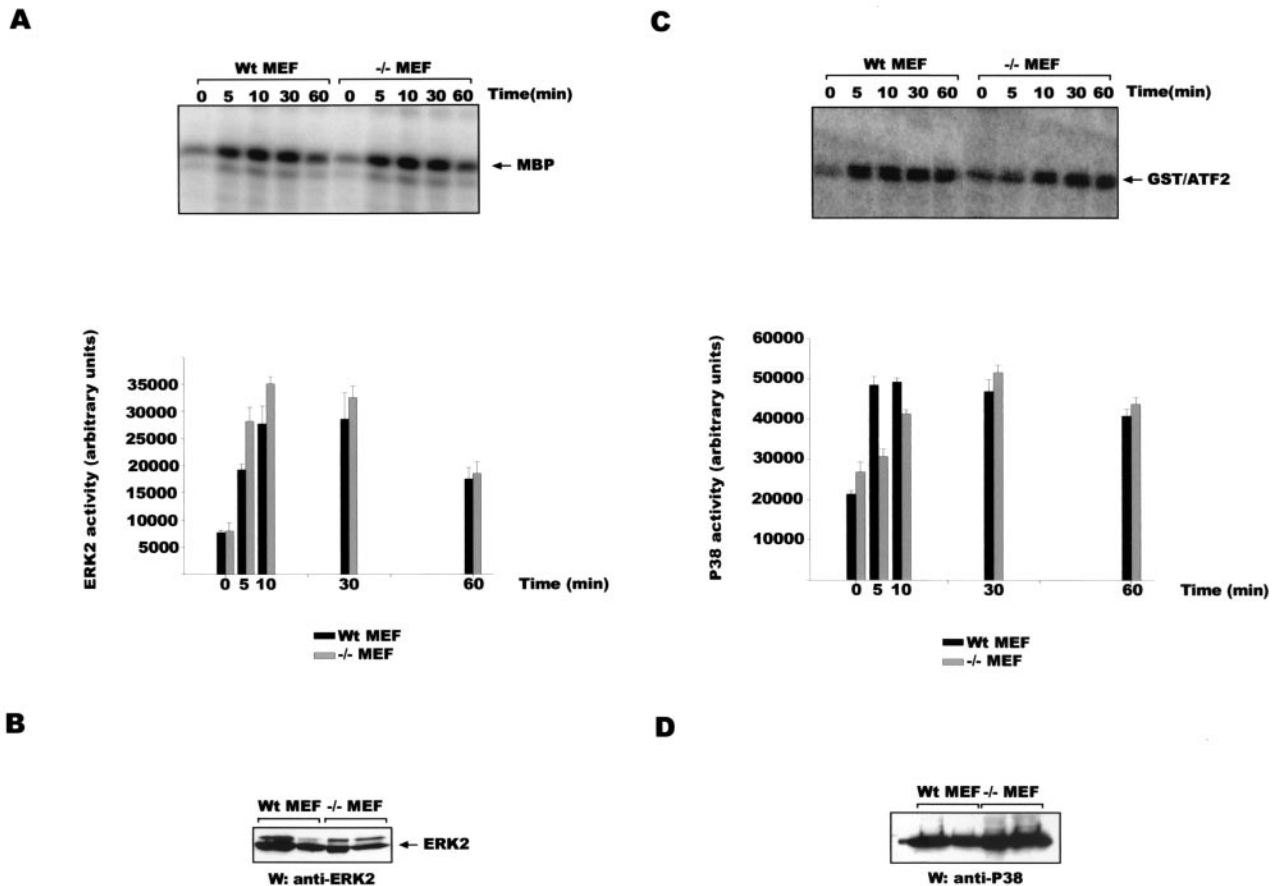 A
Wt MEF -/- MEF
0 5 10 30 60 0 5 10 30 60 Time(min)
← MBP
ERK2 activity (arbitrary units)
35000
30000
25000
20000
15000
10000
5000
0 5 10 30 60 Time (min)
Wt MEF
-/- MEF
B
Wt MEF -/- MEF
← ERK2
W: anti-ERK2
C
Wt MEF -/- MEF
0 5 10 30 60 0 5 10 30 60 Time(min)
← GST/ATF2
P38 activity (arbitrary units)
60000
50000
40000
30000
20000
10000
0 5 10 30 60 Time (min)
Wt MEF
-/- MEF
D
Wt MEF -/- MEF
W: anti-P38